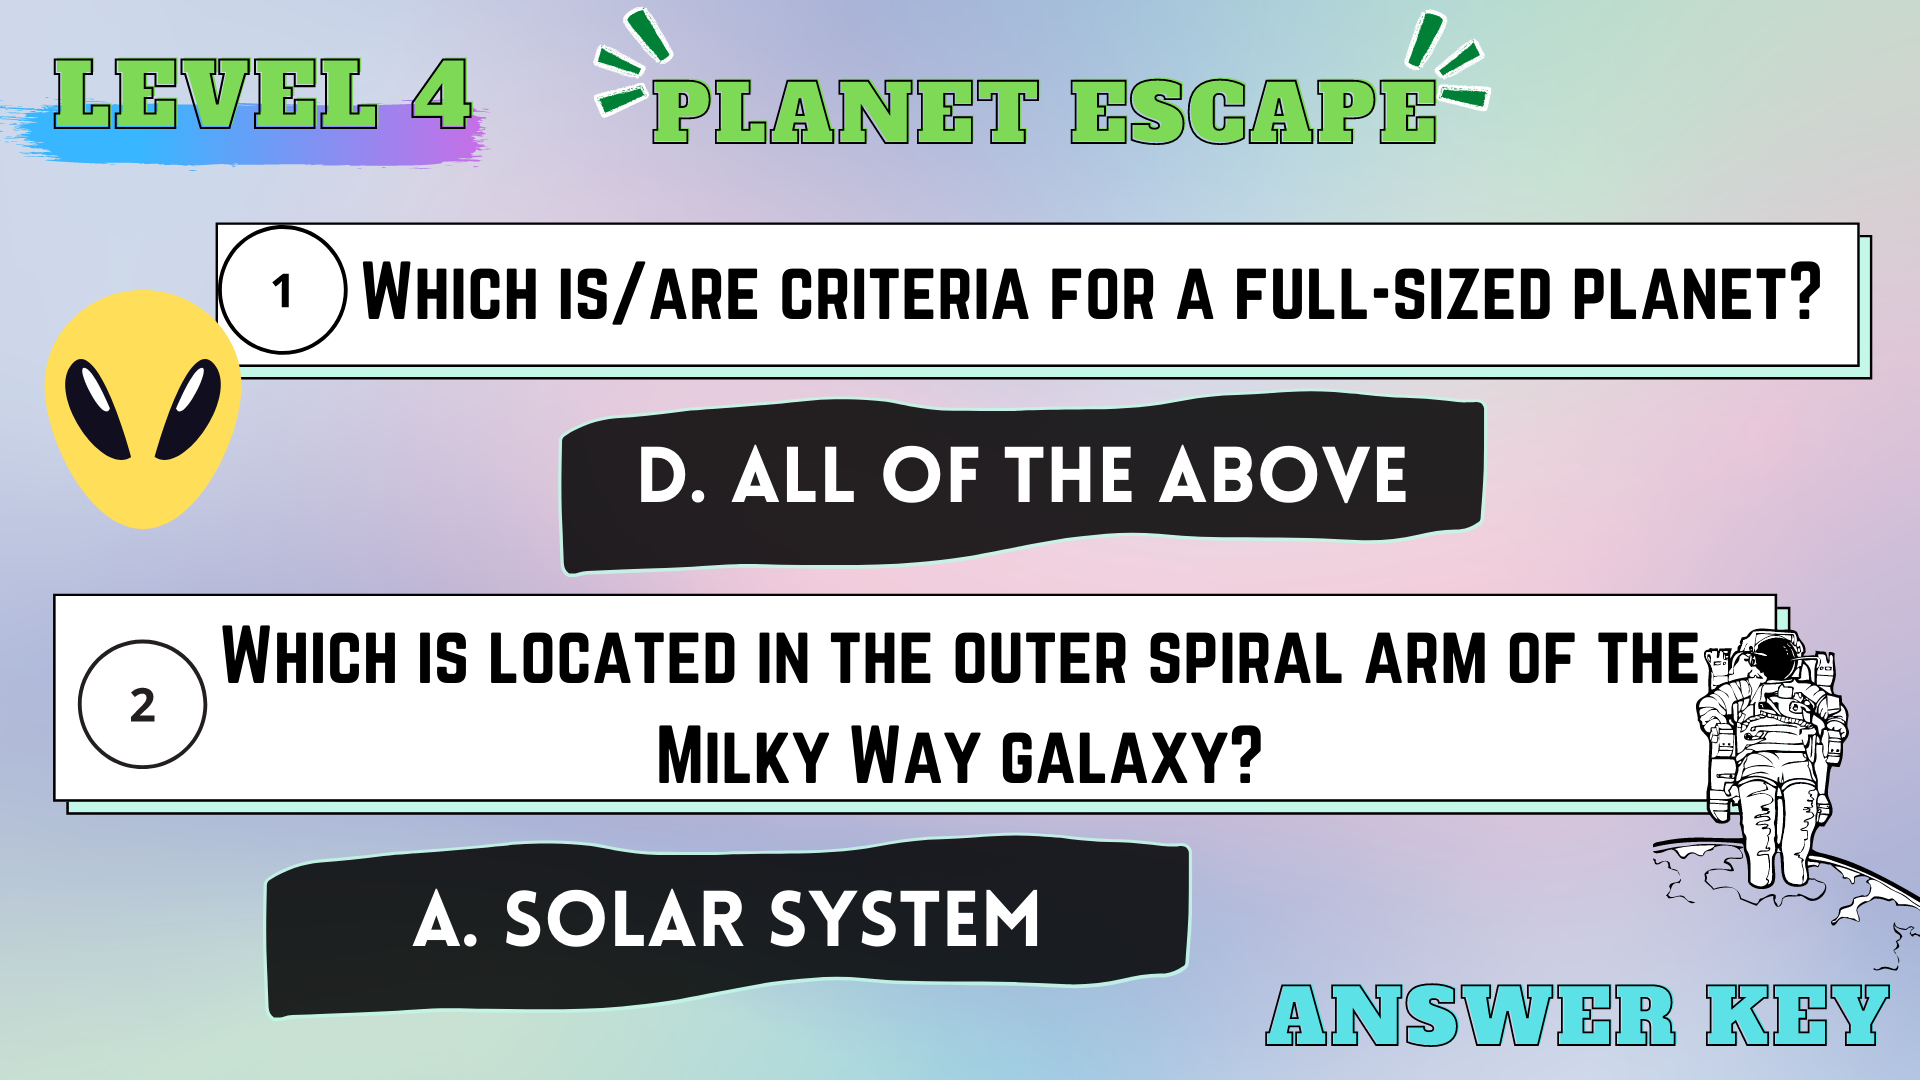 LEVEL 4
PLANET ESCAPE
1
Which is/are criteria for a full-sized planet?
D. ALL OF THE ABOVE
2
Which is located in the outer spiral arm of the
Milky Way galaxy?
A. SOLAR SYSTEM
ANSWER KEY